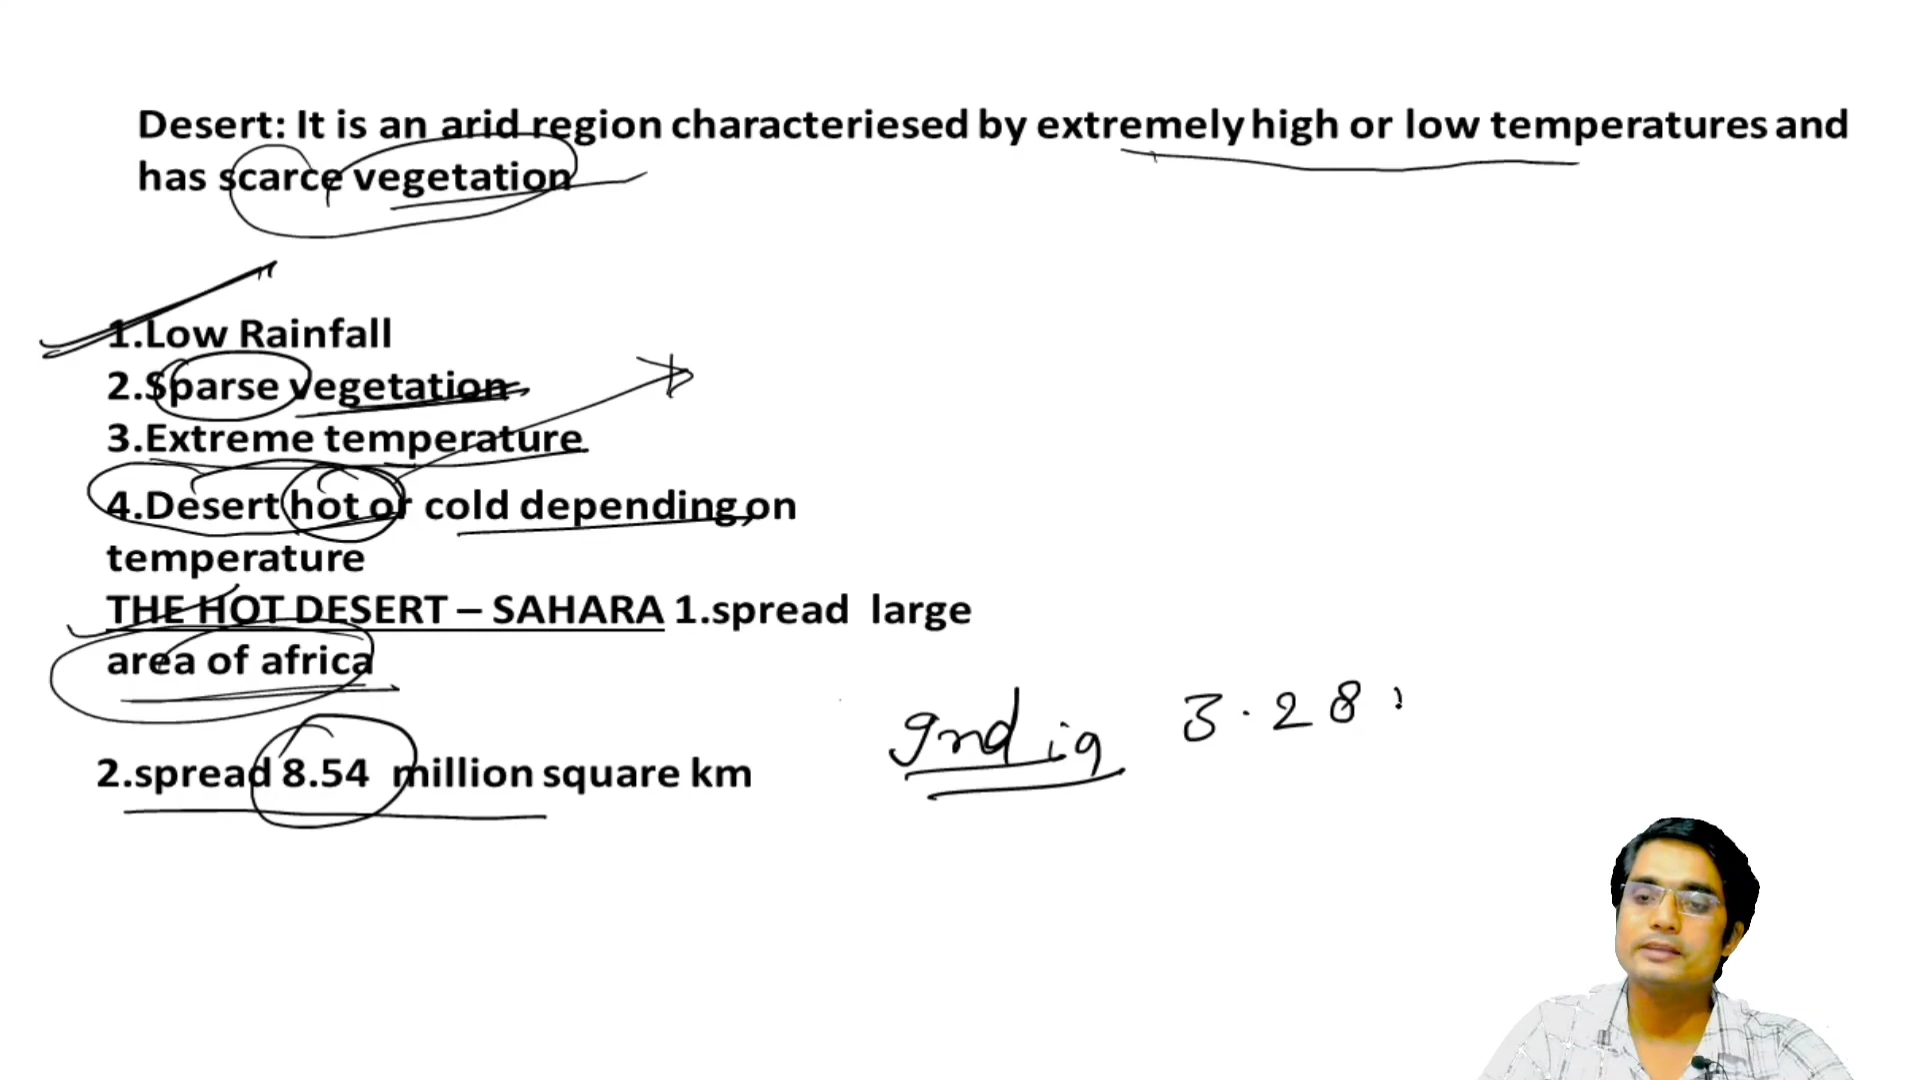 Desert: It is an arid region characteriesed by extremely high or low temperatures and
has scarce vegetation
1.Low Rainfall
2.Sparse vegetation
3.Extreme temperature
4.Desert hot or cold depending on
temperature
THE HOT DESERT – SAHARA 1.spread large
area of africa
India 3.28
2.spread 8.54 million square km